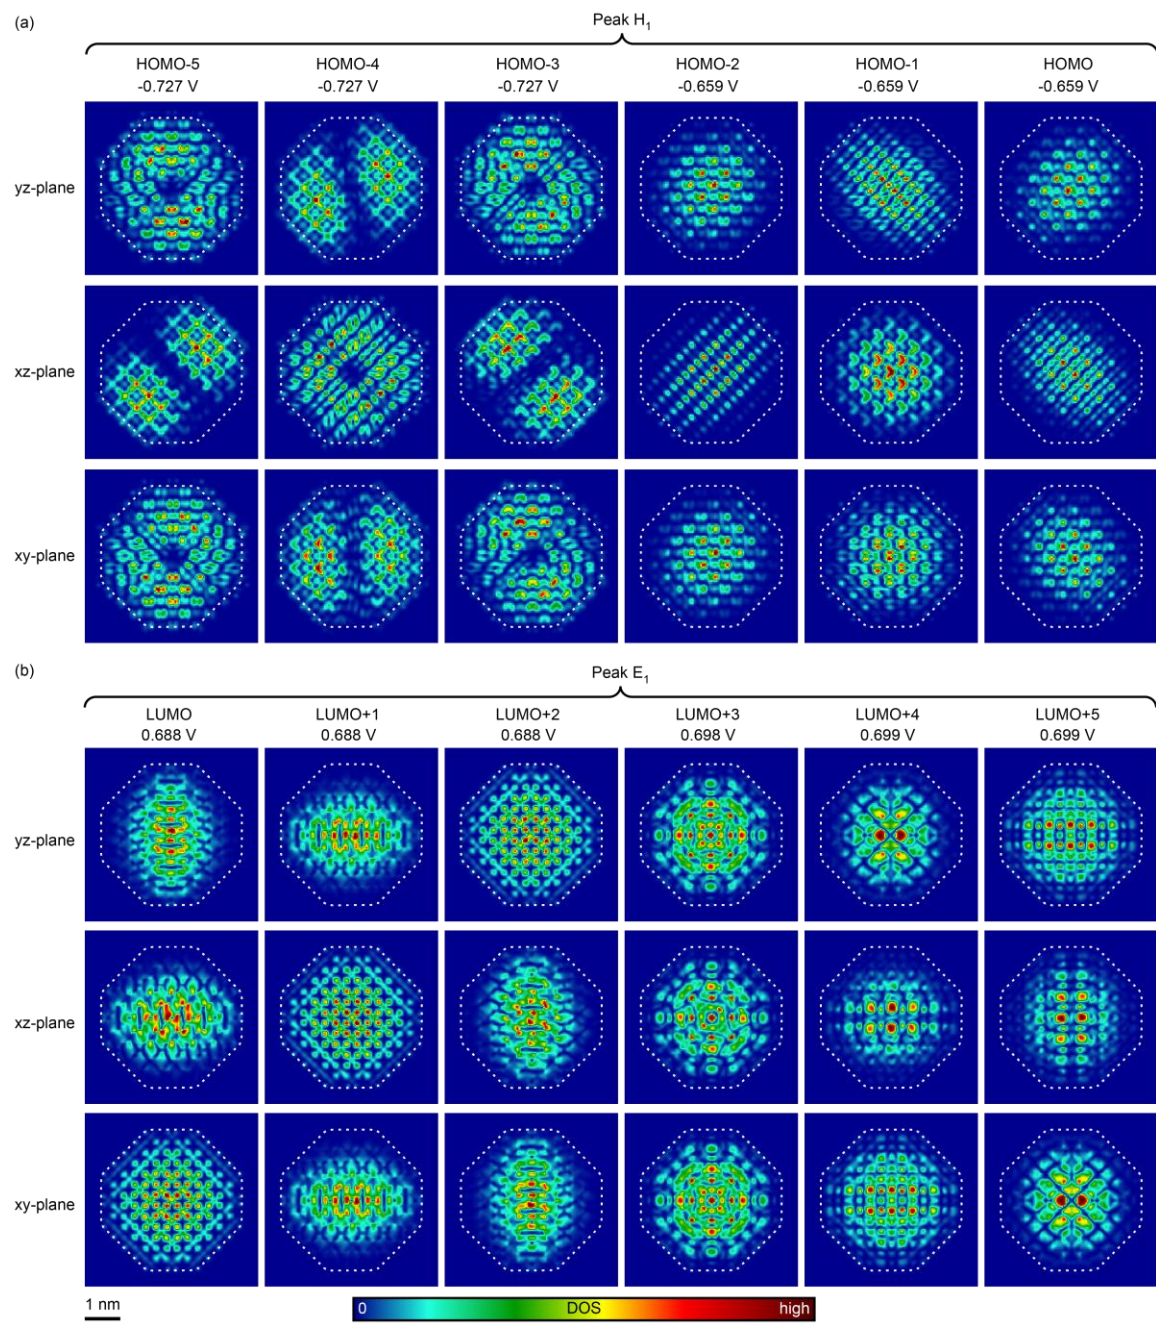 (a)
Peak H₁
HOMO-5 HOMO-4 HOMO-3 HOMO-2 HOMO-1 HOMO
-0.727 V -0.727 V -0.727 V -0.659 V -0.659 V -0.659 V
yz-plane
xz-plane
xy-plane
(b)
Peak E₁
LUMO LUMO+1 LUMO+2 LUMO+3 LUMO+4 LUMO+5
0.688 V 0.688 V 0.688 V 0.698 V 0.699 V 0.699 V
yz-plane
xz-plane
xy-plane
1 nm
0 DOS high